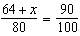 64 + x / 80 = 90 / 100